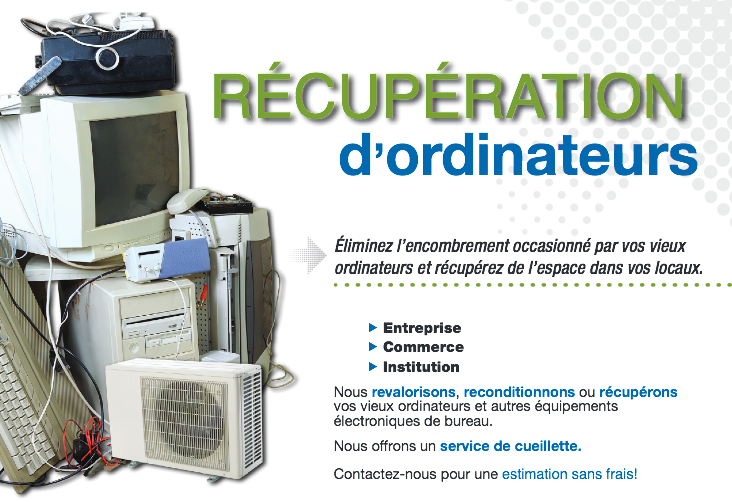 RÉCUPÉRATION
d’ordinateurs
Éliminez l’encombrement occasionné par vos vieux
ordinateurs et récupérez de l’espace dans vos locaux.
Entreprise
Commerce
Institution
Nous revalorisons, reconditionnons ou récupérons
vos vieux ordinateurs et autres équipements
électroniques de bureau.
Nous offrons un service de cueillette.
Contactez-nous pour une estimation sans frais!